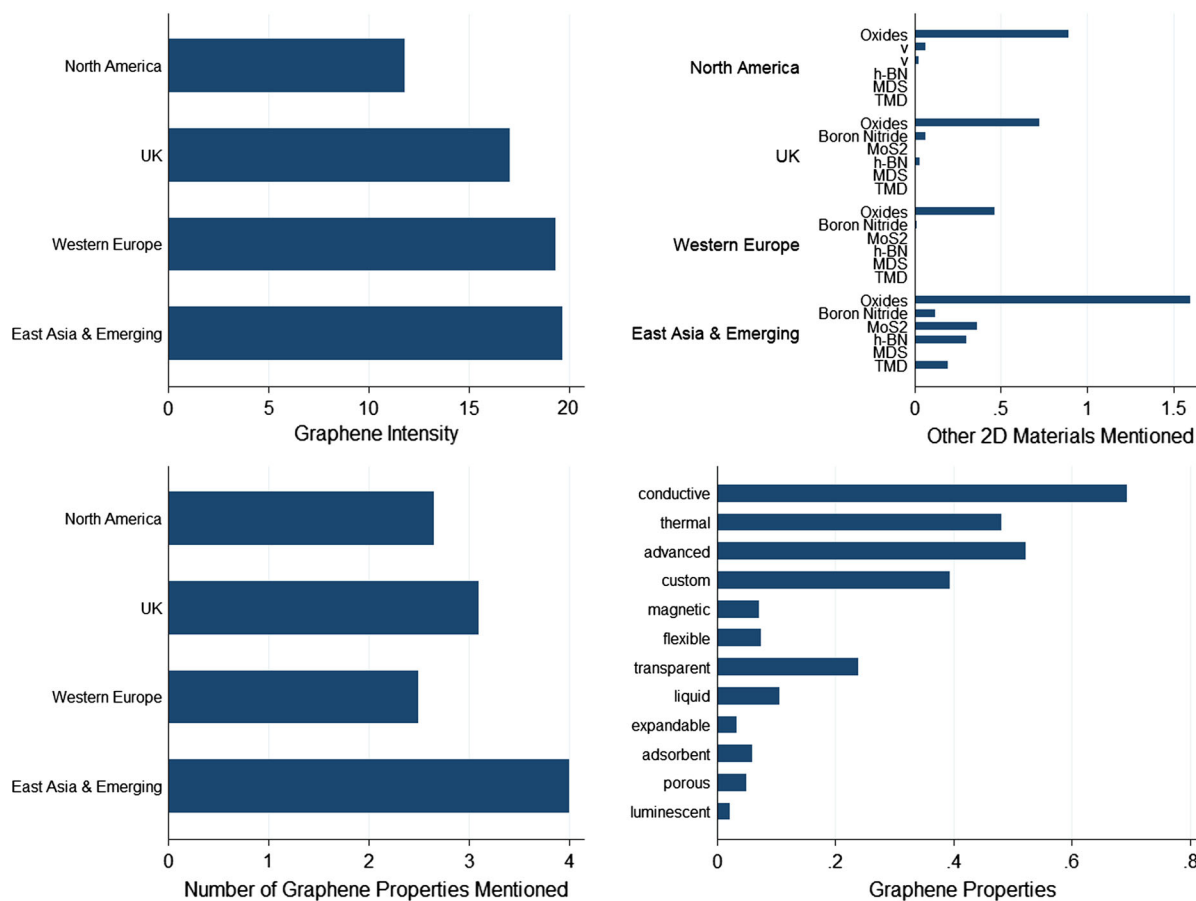 North America
UK
Western Europe
East Asia & Emerging
0 5 10 15 20
Graphene Intensity
North America
Oxides
v
v
h-BN
MDS
TMD
UK
Oxides
Boron Nitride
MoS2
h-BN
MDS
TMD
Western Europe
Oxides
Boron Nitride
MoS2
h-BN
MDS
TMD
East Asia & Emerging
Oxides
Boron Nitride
MoS2
h-BN
MDS
TMD
0 .5 1 1.5
Other 2D Materials Mentioned
North America
UK
Western Europe
East Asia & Emerging
0 1 2 3 4
Number of Graphene Properties Mentioned
conductive
thermal
advanced
custom
magnetic
flexible
transparent
liquid
expandable
adsorbent
porous
luminescent
0 .2 .4 .6 .8
Graphene Properties